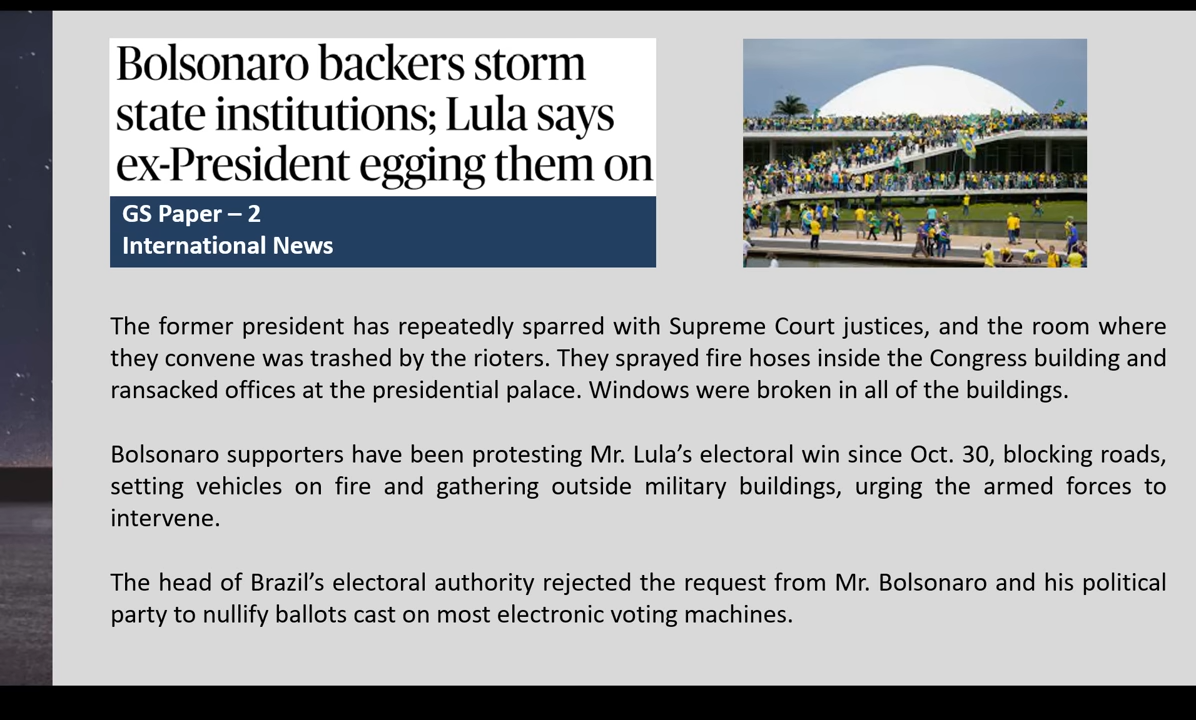 Bolsonaro backers storm
state institutions; Lula says
ex-President egging them on
GS Paper – 2
International News
The former president has repeatedly sparred with Supreme Court justices, and the room where
they convene was trashed by the rioters. They sprayed fire hoses inside the Congress building and
ransacked offices at the presidential palace. Windows were broken in all of the buildings.
Bolsonaro supporters have been protesting Mr. Lula’s electoral win since Oct. 30, blocking roads,
setting vehicles on fire and gathering outside military buildings, urging the armed forces to
intervene.
The head of Brazil’s electoral authority rejected the request from Mr. Bolsonaro and his political
party to nullify ballots cast on most electronic voting machines.